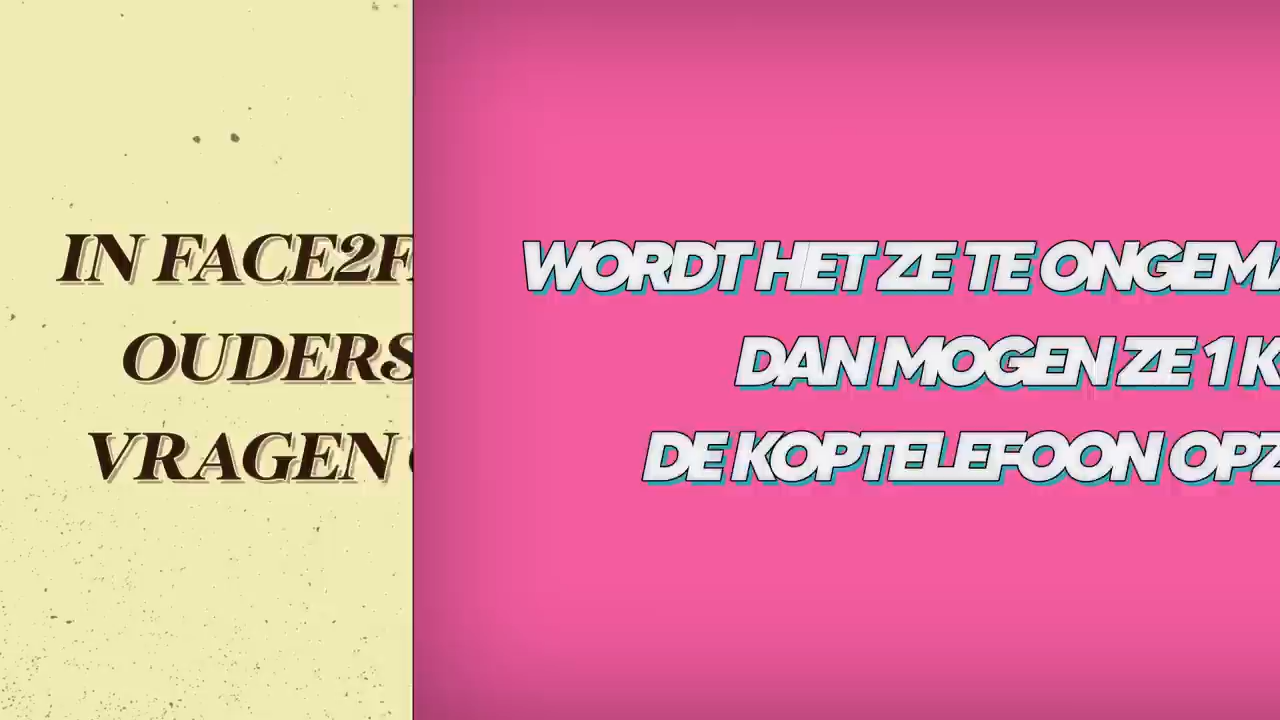 IN FACE2F
OUDERS
VRAGEN
WORDT HET ZE TE ONGEMA
DAN MOGEN ZE 1 K
DE KOPTELEFOON OPZ